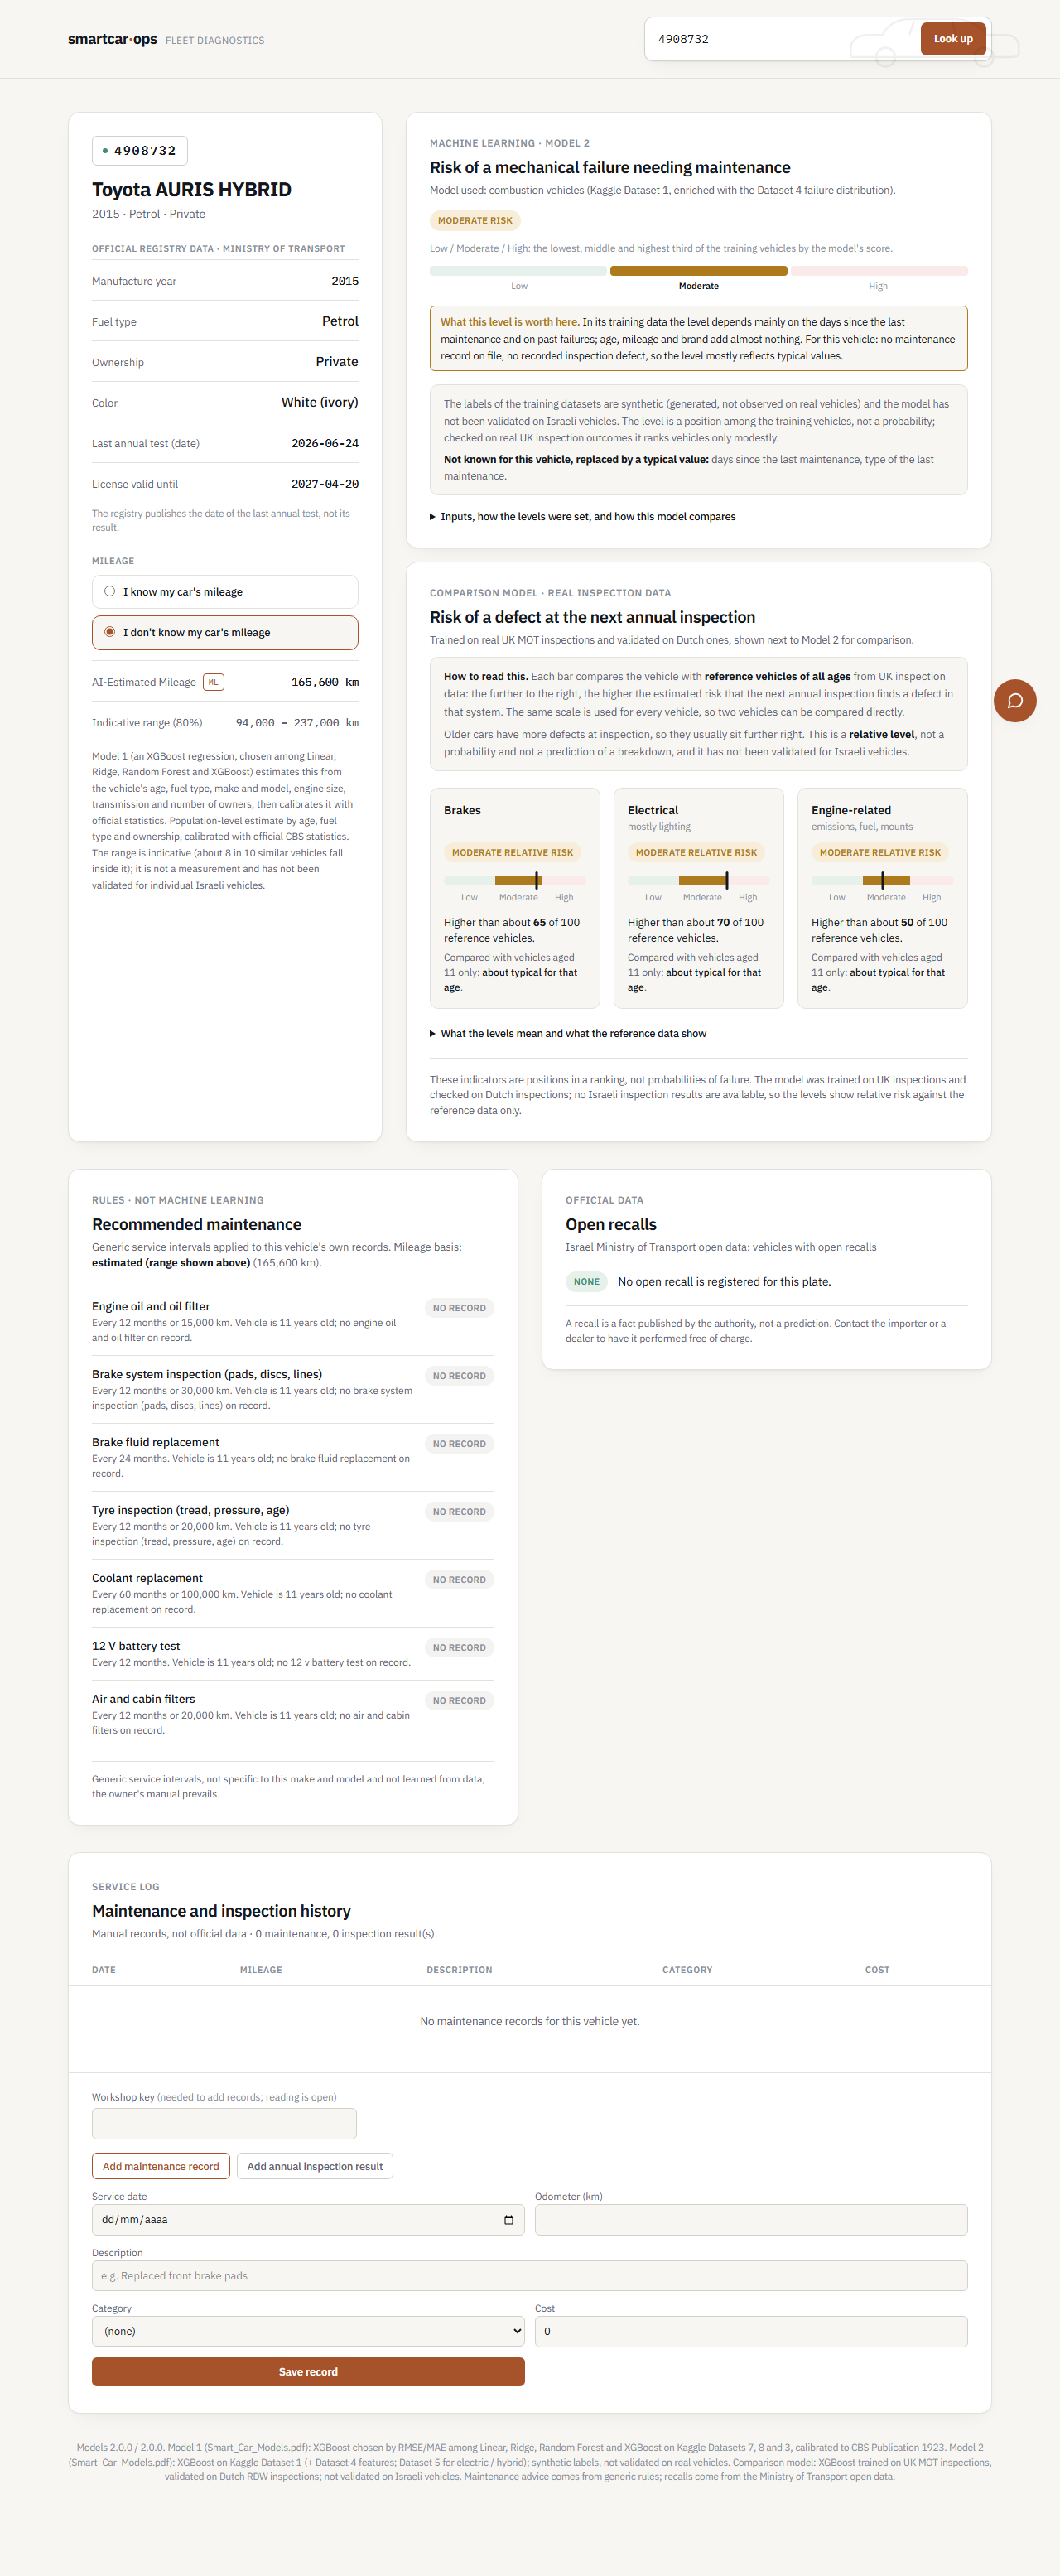 smartcar·ops FLEET DIAGNOSTICS
4908732
Look up
4908732
Toyota AURIS HYBRID
2015 · Petrol · Private
OFFICIAL REGISTRY DATA · MINISTRY OF TRANSPORT
Manufacture year 2015
Fuel type Petrol
Ownership Private
Color White (ivory)
Last annual test (date) 2026-06-24
License valid until 2027-04-20
The registry publishes the date of the last annual test, not its
result.
MILEAGE
I know my car's mileage
I don't know my car's mileage
AI-Estimated Mileage ML 165,600 km
Indicative range (80%) 94,000 – 237,000 km
Model 1 (an XGBoost regression, chosen among Linear,
Ridge, Random Forest and XGBoost) estimates this from
the vehicle's age, fuel type, make and model, engine size,
transmission and number of owners, then calibrates it with
official statistics. Population-level estimate by age, fuel
type and ownership, calibrated with official CBS statistics.
The range is indicative (about 8 in 10 similar vehicles fall
inside it); it is not a measurement and has not been
validated for individual Israeli vehicles.
MACHINE LEARNING · MODEL 2
Risk of a mechanical failure needing maintenance
Model used: combustion vehicles (Kaggle Dataset 1, enriched with the Dataset 4 failure distribution).
MODERATE RISK
Low / Moderate / High: the lowest, middle and highest third of the training vehicles by the model's score.
Low Moderate High
What this level is worth here. In its training data the level depends mainly on the days since the last
maintenance and on past failures; age, mileage and brand add almost nothing. For this vehicle: no maintenance
record on file, no recorded inspection defect, so the level mostly reflects typical values.
The labels of the training datasets are synthetic (generated, not observed on real vehicles) and the model has
not been validated on Israeli vehicles. The level is a position among the training vehicles, not a probability;
checked on real UK inspection outcomes it ranks vehicles only modestly.
Not known for this vehicle, replaced by a typical value: days since the last maintenance, type of the last
maintenance.
▶ Inputs, how the levels were set, and how this model compares
COMPARISON MODEL · REAL INSPECTION DATA
Risk of a defect at the next annual inspection
Trained on real UK MOT inspections and validated on Dutch ones, shown next to Model 2 for comparison.
How to read this. Each bar compares the vehicle with reference vehicles of all ages from UK inspection
data: the further to the right, the higher the estimated risk that the next annual inspection finds a defect in
that system. The same scale is used for every vehicle, so two vehicles can be compared directly.
Older cars have more defects at inspection, so they usually sit further right. This is a relative level, not a
probability and not a prediction of a breakdown, and it has not been validated for Israeli vehicles.
Brakes
MODERATE RELATIVE RISK
Low Moderate High
Higher than about 65 of 100
reference vehicles.
Compared with vehicles aged
11 only: about typical for that
age.
Electrical
mostly lighting
MODERATE RELATIVE RISK
Low Moderate High
Higher than about 70 of 100
reference vehicles.
Compared with vehicles aged
11 only: about typical for that
age.
Engine-related
emissions, fuel, mounts
MODERATE RELATIVE RISK
Low Moderate High
Higher than about 50 of 100
reference vehicles.
Compared with vehicles aged
11 only: about typical for that
age.
▶ What the levels mean and what the reference data show
These indicators are positions in a ranking, not probabilities of failure. The model was trained on UK inspections and
checked on Dutch inspections; no Israeli inspection results are available, so the levels show relative risk against the
reference data only.
RULES · NOT MACHINE LEARNING
Recommended maintenance
Generic service intervals applied to this vehicle's own records. Mileage basis:
estimated (range shown above) (165,600 km).
Engine oil and oil filter NO RECORD
Every 12 months or 15,000 km. Vehicle is 11 years old; no engine oil
and oil filter on record.
Brake system inspection (pads, discs, lines) NO RECORD
Every 12 months or 30,000 km. Vehicle is 11 years old; no brake system
inspection (pads, discs, lines) on record.
Brake fluid replacement NO RECORD
Every 24 months. Vehicle is 11 years old; no brake fluid replacement on
record.
Tyre inspection (tread, pressure, age) NO RECORD
Every 12 months or 20,000 km. Vehicle is 11 years old; no tyre
inspection (tread, pressure, age) on record.
Coolant replacement NO RECORD
Every 60 months or 100,000 km. Vehicle is 11 years old; no coolant
replacement on record.
12 V battery test NO RECORD
Every 12 months. Vehicle is 11 years old; no 12 v battery test on record.
Air and cabin filters NO RECORD
Every 12 months or 20,000 km. Vehicle is 11 years old; no air and cabin
filters on record.
Generic service intervals, not specific to this make and model and not learned from data;
the owner's manual prevails.
OFFICIAL DATA
Open recalls
Israel Ministry of Transport open data: vehicles with open recalls
NONE No open recall is registered for this plate.
A recall is a fact published by the authority, not a prediction. Contact the importer or a
dealer to have it performed free of charge.
SERVICE LOG
Maintenance and inspection history
Manual records, not official data · 0 maintenance, 0 inspection result(s).
DATE MILEAGE DESCRIPTION CATEGORY COST
No maintenance records for this vehicle yet.
Workshop key (needed to add records; reading is open)
Add maintenance record Add annual inspection result
Service date Odometer (km)
dd/mm/aaaa
Description
e.g. Replaced front brake pads
Category Cost
(none) 0
Save record
Models 2.0.0 / 2.0.0. Model 1 (Smart_Car_Models.pdf): XGBoost chosen by RMSE/MAE among Linear, Ridge, Random Forest and XGBoost on Kaggle Datasets 7, 8 and 3, calibrated to CBS Publication 1923. Model 2
(Smart_Car_Models.pdf): XGBoost on Kaggle Dataset 1 (+ Dataset 4 features; Dataset 5 for electric / hybrid); synthetic labels, not validated on real vehicles. Comparison model: XGBoost trained on UK MOT inspections,
validated on Dutch RDW inspections; not validated on Israeli vehicles. Maintenance advice comes from generic rules; recalls come from the Ministry of Transport open data.